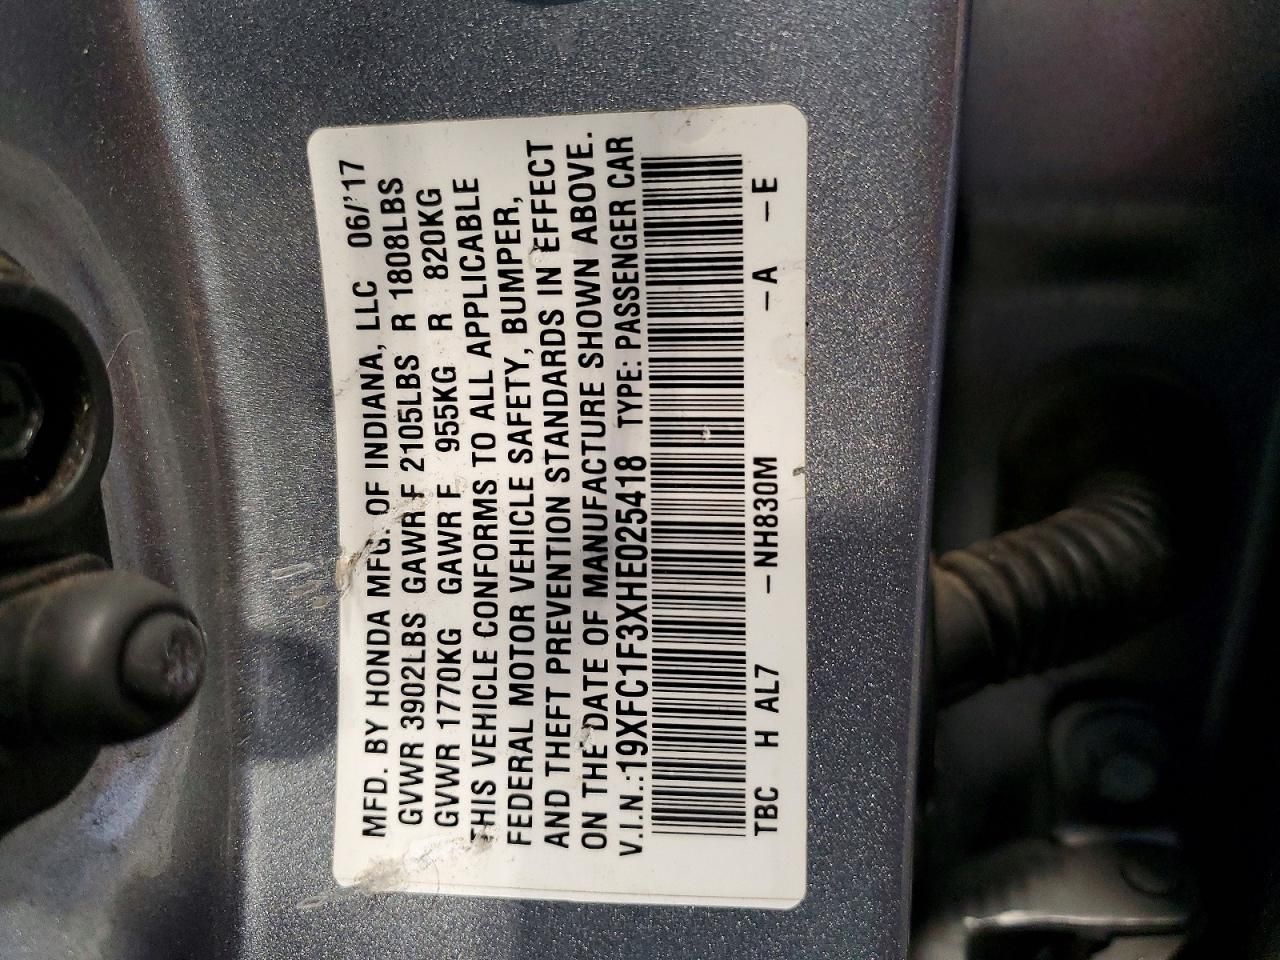 MFD. BY HONDA MFG. OF INDIANA, LLC 06/'17
GVWR 3902LBS GAWR F 2105LBS R 1808LBS
GVWR 1770KG GAWR F 955KG R 820KG
THIS VEHICLE CONFORMS TO ALL APPLICABLE
FEDERAL MOTOR VEHICLE SAFETY, BUMPER,
AND THEFT PREVENTION STANDARDS IN EFFECT
ON THE DATE OF MANUFACTURE SHOWN ABOVE.
V.I.N.:19XFC1F3XHE025418 TYPE: PASSENGER CAR
TBC H AL7 -NH830M -A -E